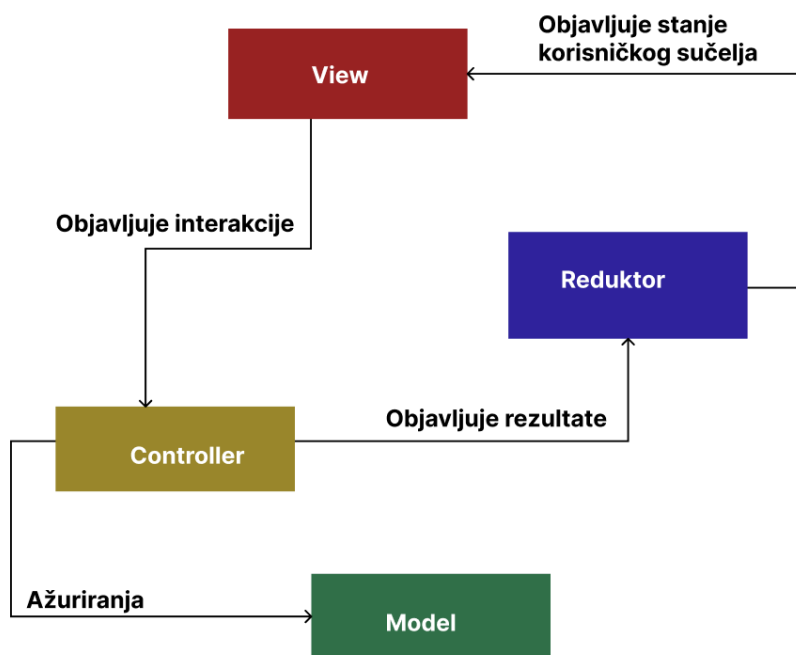 Objavljuje stanje
korisničkog sučelja
View
Objavljuje interakcije
Reduktor
Objavljuje rezultate
Controller
Ažuriranja
Model